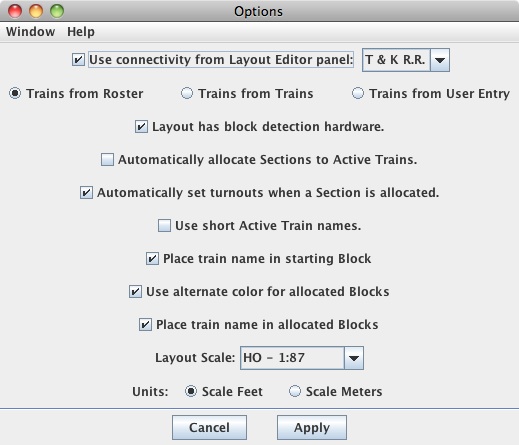 Options
Window Help
Use connectivity from Layout Editor panel: T & K R.R.
Trains from Roster Trains from Trains Trains from User Entry
Layout has block detection hardware.
Automatically allocate Sections to Active Trains.
Automatically set turnouts when a Section is allocated.
Use short Active Train names.
Place train name in starting Block
Use alternate color for allocated Blocks
Place train name in allocated Blocks
Layout Scale: HO - 1:87
Units: Scale Feet Scale Meters
Cancel Apply